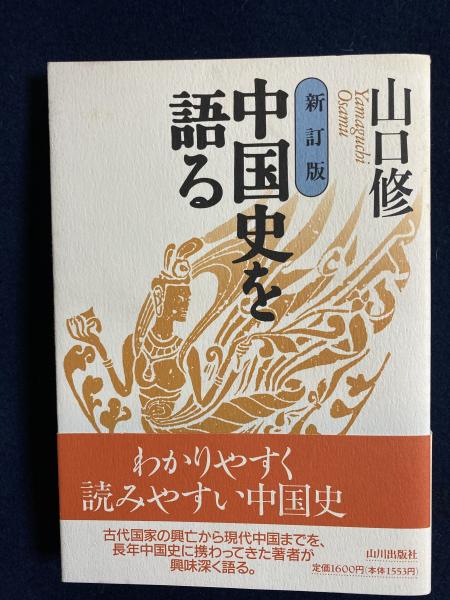 山口修
Yamaguchi
Osamu
新訂版
中国史を
語る
わかりやすく
読みやすい中国史
古代国家の興亡から現代中国までを、
長年中国史に携わってきた著者が
興味深く語る。
山川出版社
定価1600円(本体1553円)